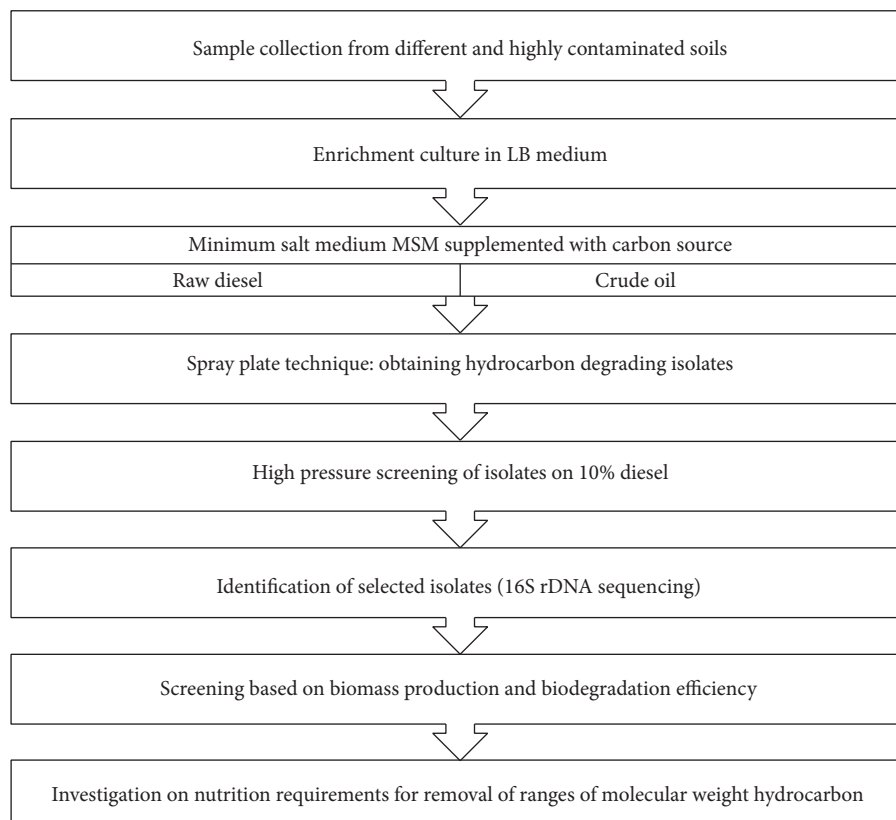 Sample collection from different and highly contaminated soils
Enrichment culture in LB medium
Minimum salt medium MSM supplemented with carbon source
Raw diesel
Crude oil
Spray plate technique: obtaining hydrocarbon degrading isolates
High pressure screening of isolates on 10% diesel
Identification of selected isolates (16S rDNA sequencing)
Screening based on biomass production and biodegradation efficiency
Investigation on nutrition requirements for removal of ranges of molecular weight hydrocarbon